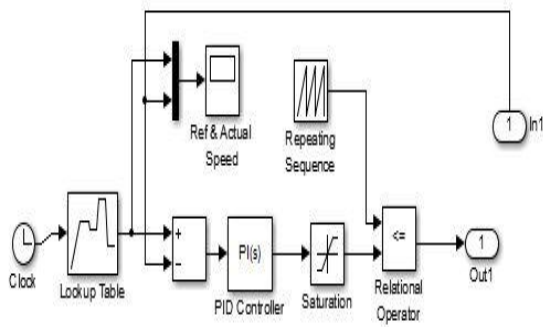 Ref & Actual
Speed
Repeating
Sequence
1
In1
Clock
Lookup Table
+
−
PI(s)
PID Controller
Saturation
<=
Relational
Operator
1
Out1